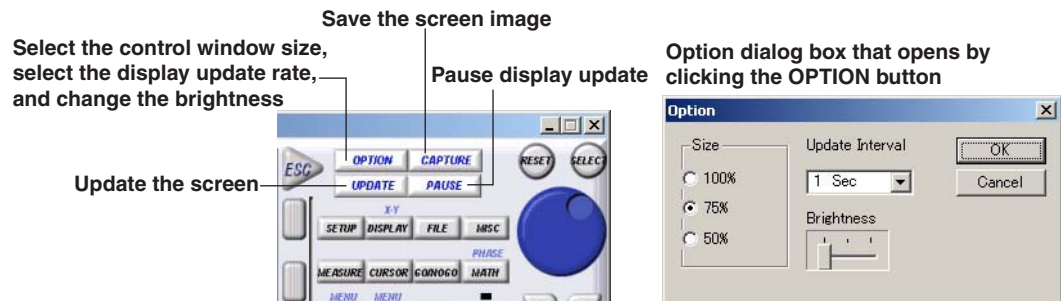 Save the screen image
Select the control window size,
select the display update rate,
and change the brightness
Pause display update
Option dialog box that opens by
clicking the OPTION button
Update the screen
ESC
OPTION
CAPTURE
RESET
SELECT
UPDATE
PAUSE
X-Y
SETUP
DISPLAY
FILE
MISC
PHASE
MEASURE
CURSOR
GO/NOGO
MATH
MENU
MENU
Option
Size
100%
75%
50%
Update Interval
1 Sec
Brightness
OK
Cancel